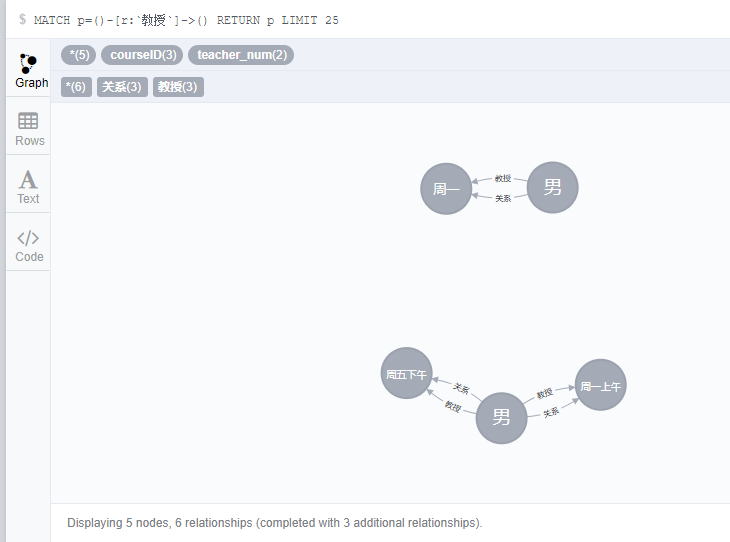 $ MATCH p=()-[r:`教授`]->() RETURN p LIMIT 25
*(5) courseID(3) teacher_num(2)
*(6) 关系(3) 教授(3)
Graph
Rows
Text
Code
周一
教授
关系
男
周五下午
关系
教授
男
教授
关系
周一上午
Displaying 5 nodes, 6 relationships (completed with 3 additional relationships).